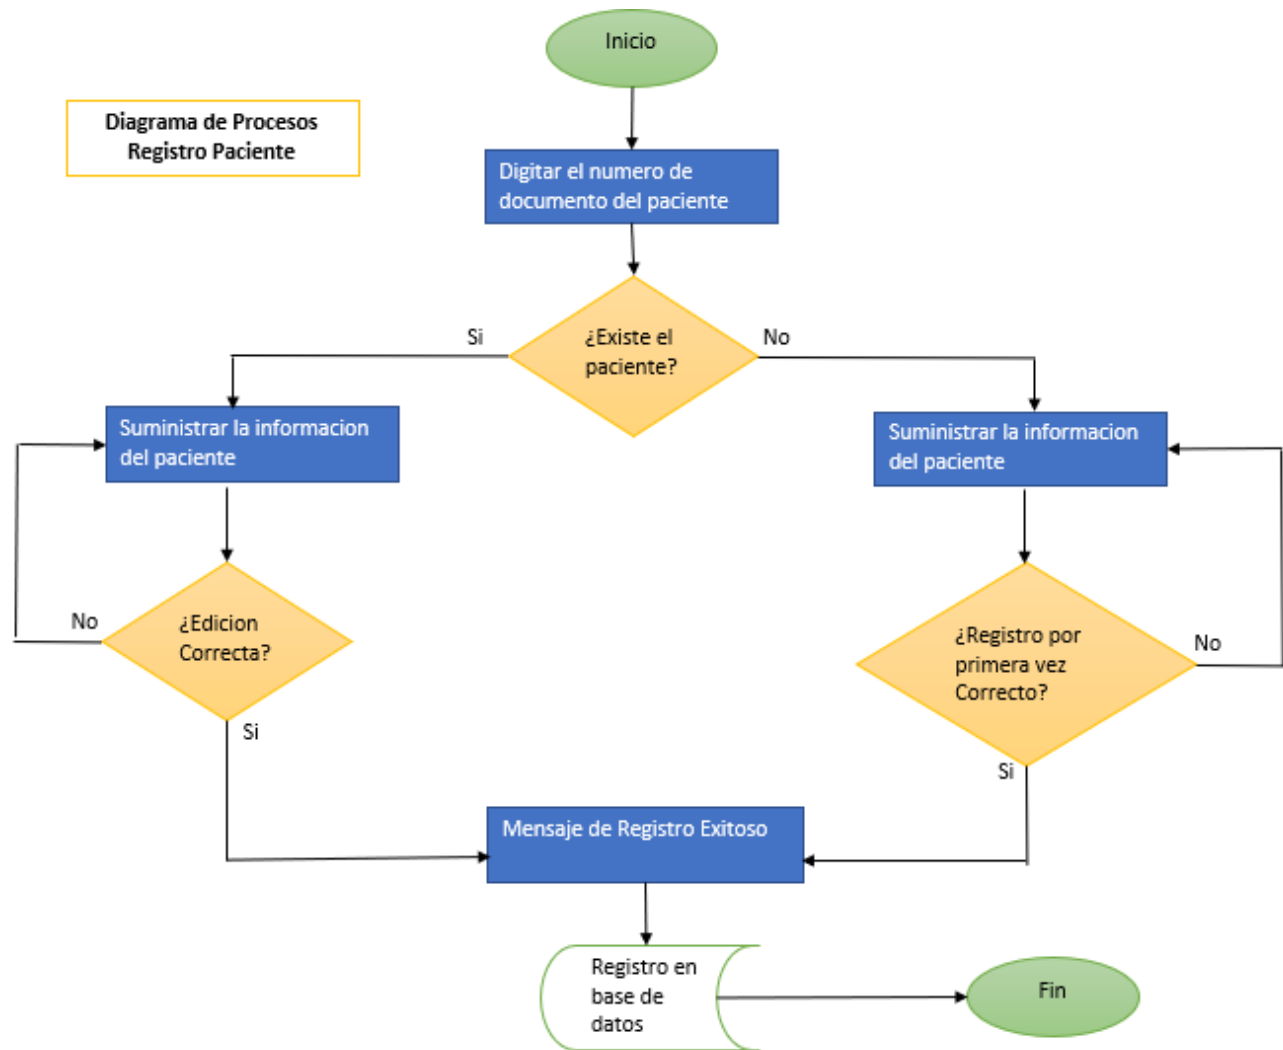 Inicio
Diagrama de Procesos
Registro Paciente
Digitar el numero de
documento del paciente
Si
¿Existe el
paciente?
No
Suministrar la informacion
del paciente
Suministrar la informacion
del paciente
No
¿Edicion
Correcta?
¿Registro por
primera vez
Correcto?
No
Si
Si
Mensaje de Registro Exitoso
Registro en
base de
datos
Fin